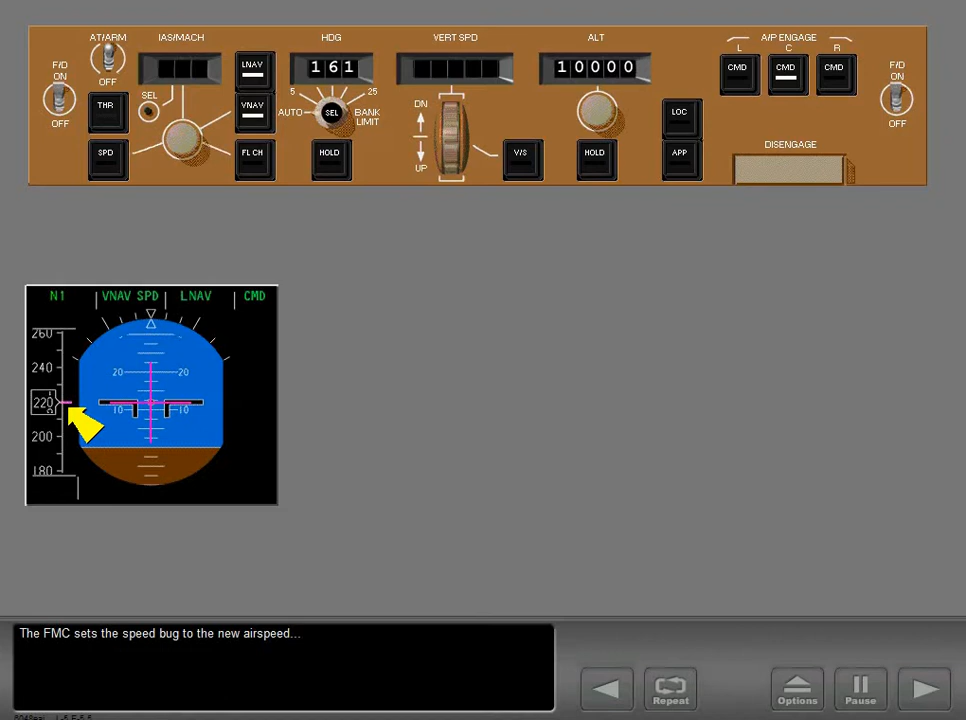 AT/ARM IAS/MACH HDG VERT SPD ALT A/P ENGAGE
L C R
F/D ON OFF
OFF
LNAV
161
10000
CMD CMD CMD
F/D ON OFF
SEL
THR
VNAV
5 25
AUTO SEL BANK LIMIT
DN
UP
LOC
SPD
FL CH
HOLD
V/S
HOLD
APP
DISENGAGE
N1 VNAV SPD LNAV CMD
260
240
20 20
220
10 10
200
180
The FMC sets the speed bug to the new airspeed...
Repeat Options Pause